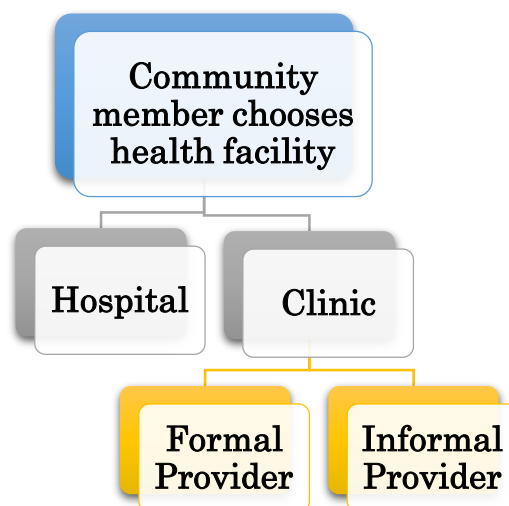 Community
member chooses
health facility
Hospital
Clinic
Formal
Provider
Informal
Provider